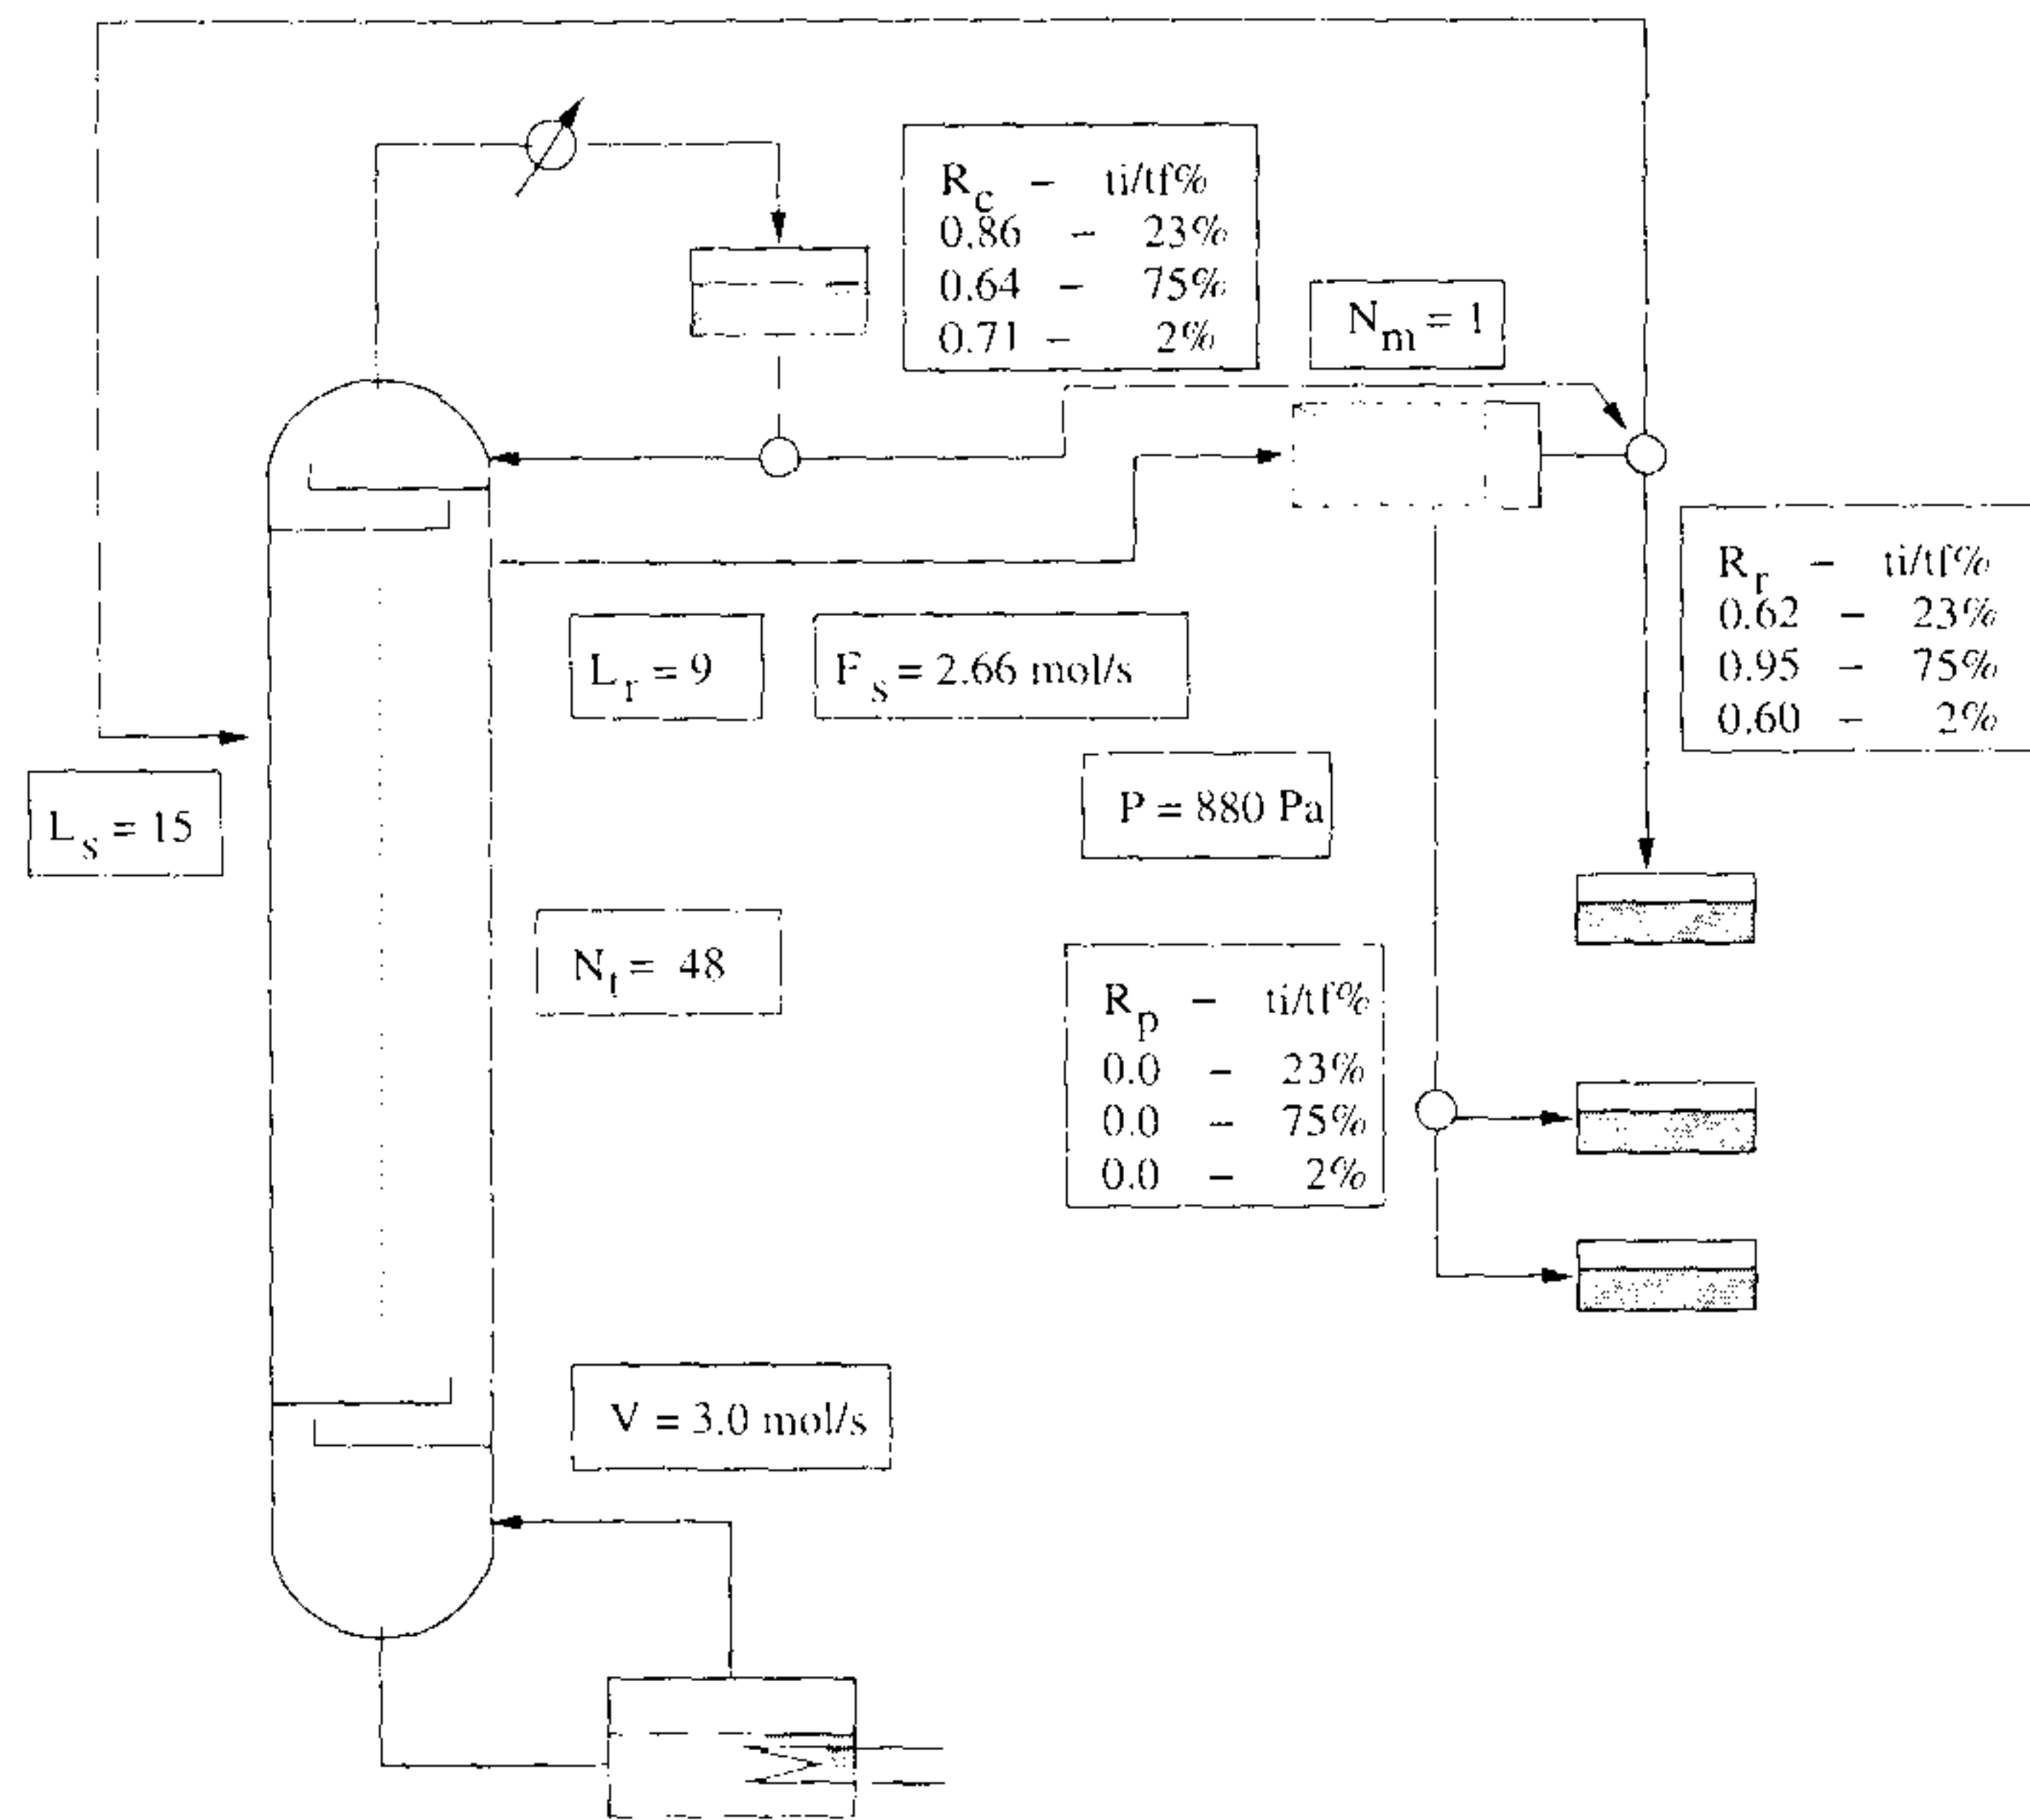 R_c – ti/tf%
0.86 – 23%
0.64 – 75%
0.71 – 2%
N_m = 1
R_r – ti/tf%
0.62 – 23%
0.95 – 75%
0.60 – 2%
L_r = 9
F_s = 2.66 mol/s
P = 880 Pa
L_s = 15
N_t = 48
R_p – ti/tf%
0.0 – 23%
0.0 – 75%
0.0 – 2%
V = 3.0 mol/s